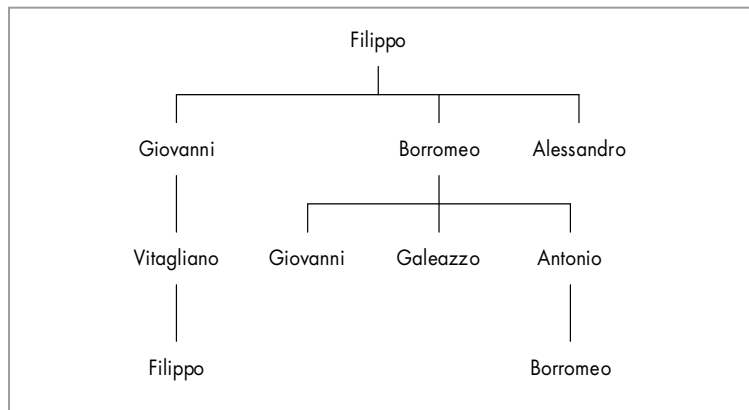 Filippo
Giovanni Borromeo Alessandro
Vitagliano Giovanni Galeazzo Antonio
Filippo Borromeo